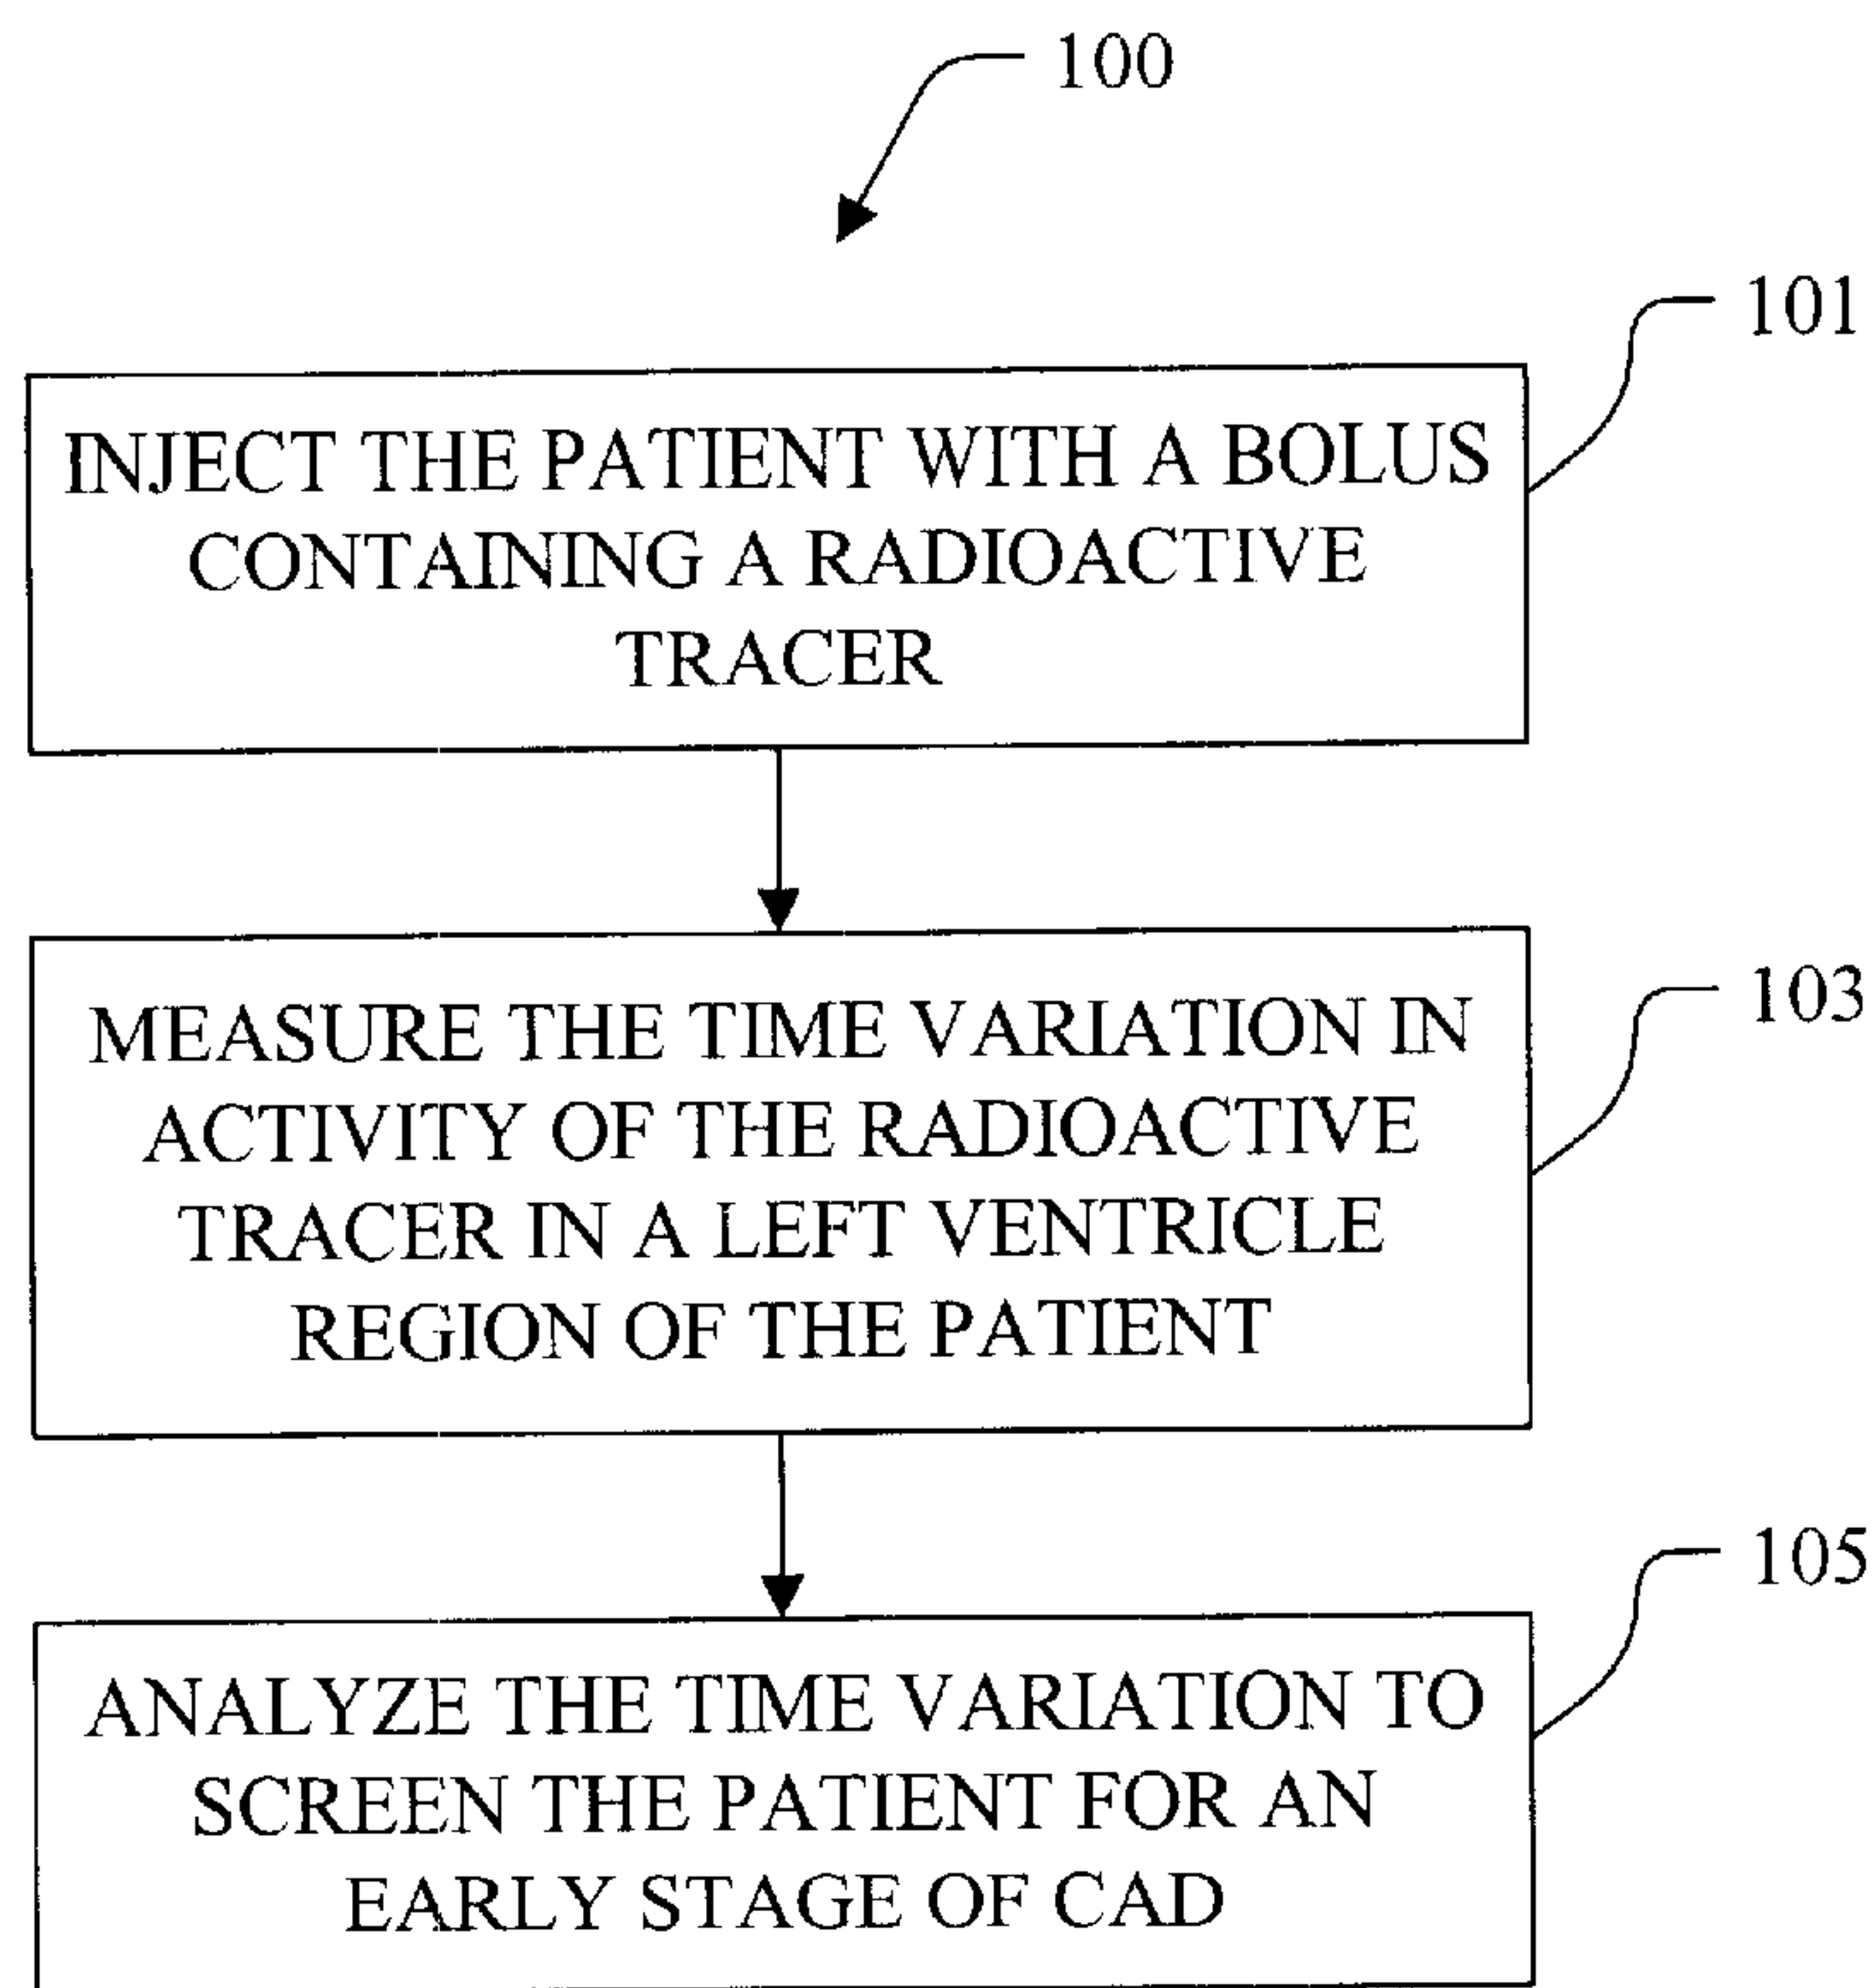 100
101
INJECT THE PATIENT WITH A BOLUS
CONTAINING A RADIOACTIVE
TRACER
103
MEASURE THE TIME VARIATION IN
ACTIVITY OF THE RADIOACTIVE
TRACER IN A LEFT VENTRICLE
REGION OF THE PATIENT
105
ANALYZE THE TIME VARIATION TO
SCREEN THE PATIENT FOR AN
EARLY STAGE OF CAD